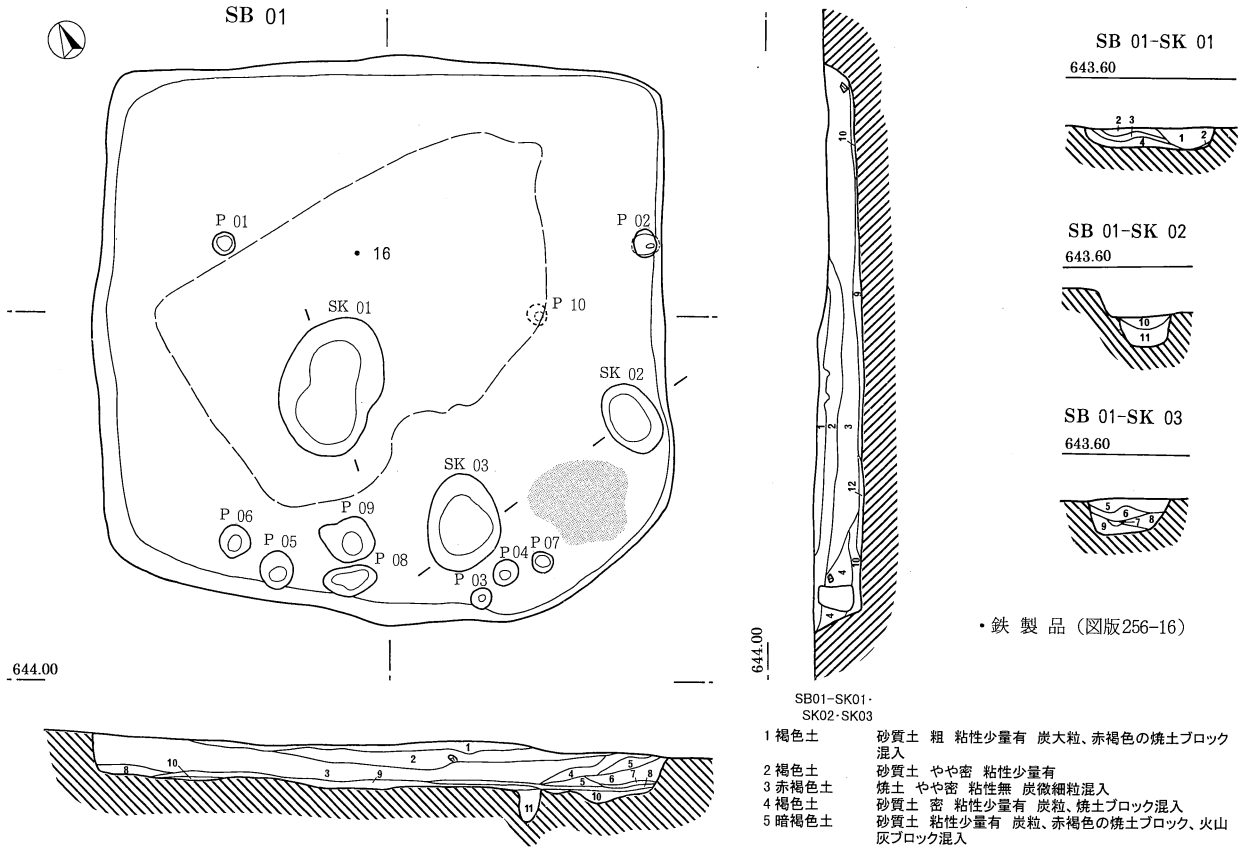 SB 01
P 01
P 02
16
SK 01
P 10
SK 02
SK 03
P 06
P 09
P 05
P 08
P 04
P 07
P 03
644.00
1
2
3
4
5
6
7
8
9
10
11
8
10
5
10
9
1
2
3
12
10
4
4
644.00
SB 01-SK 01
643.60
2 3
1
2
4
SB 01-SK 02
643.60
10
11
SB 01-SK 03
643.60
5
6
8
9
7
・鉄製品(図版256-16)
SB01-SK01・
SK02・SK03
1 褐色土 砂質土 粗 粘性少量有 炭大粒、赤褐色の焼土ブロック
混入
2 褐色土 砂質土 やや密 粘性少量有
3 赤褐色土 焼土 やや密 粘性無 炭微細粒混入
4 褐色土 砂質土 密 粘性少量有 炭粒、焼土ブロック混入
5 暗褐色土 砂質土 粘性少量有 炭粒、赤褐色の焼土ブロック、火山
灰ブロック混入